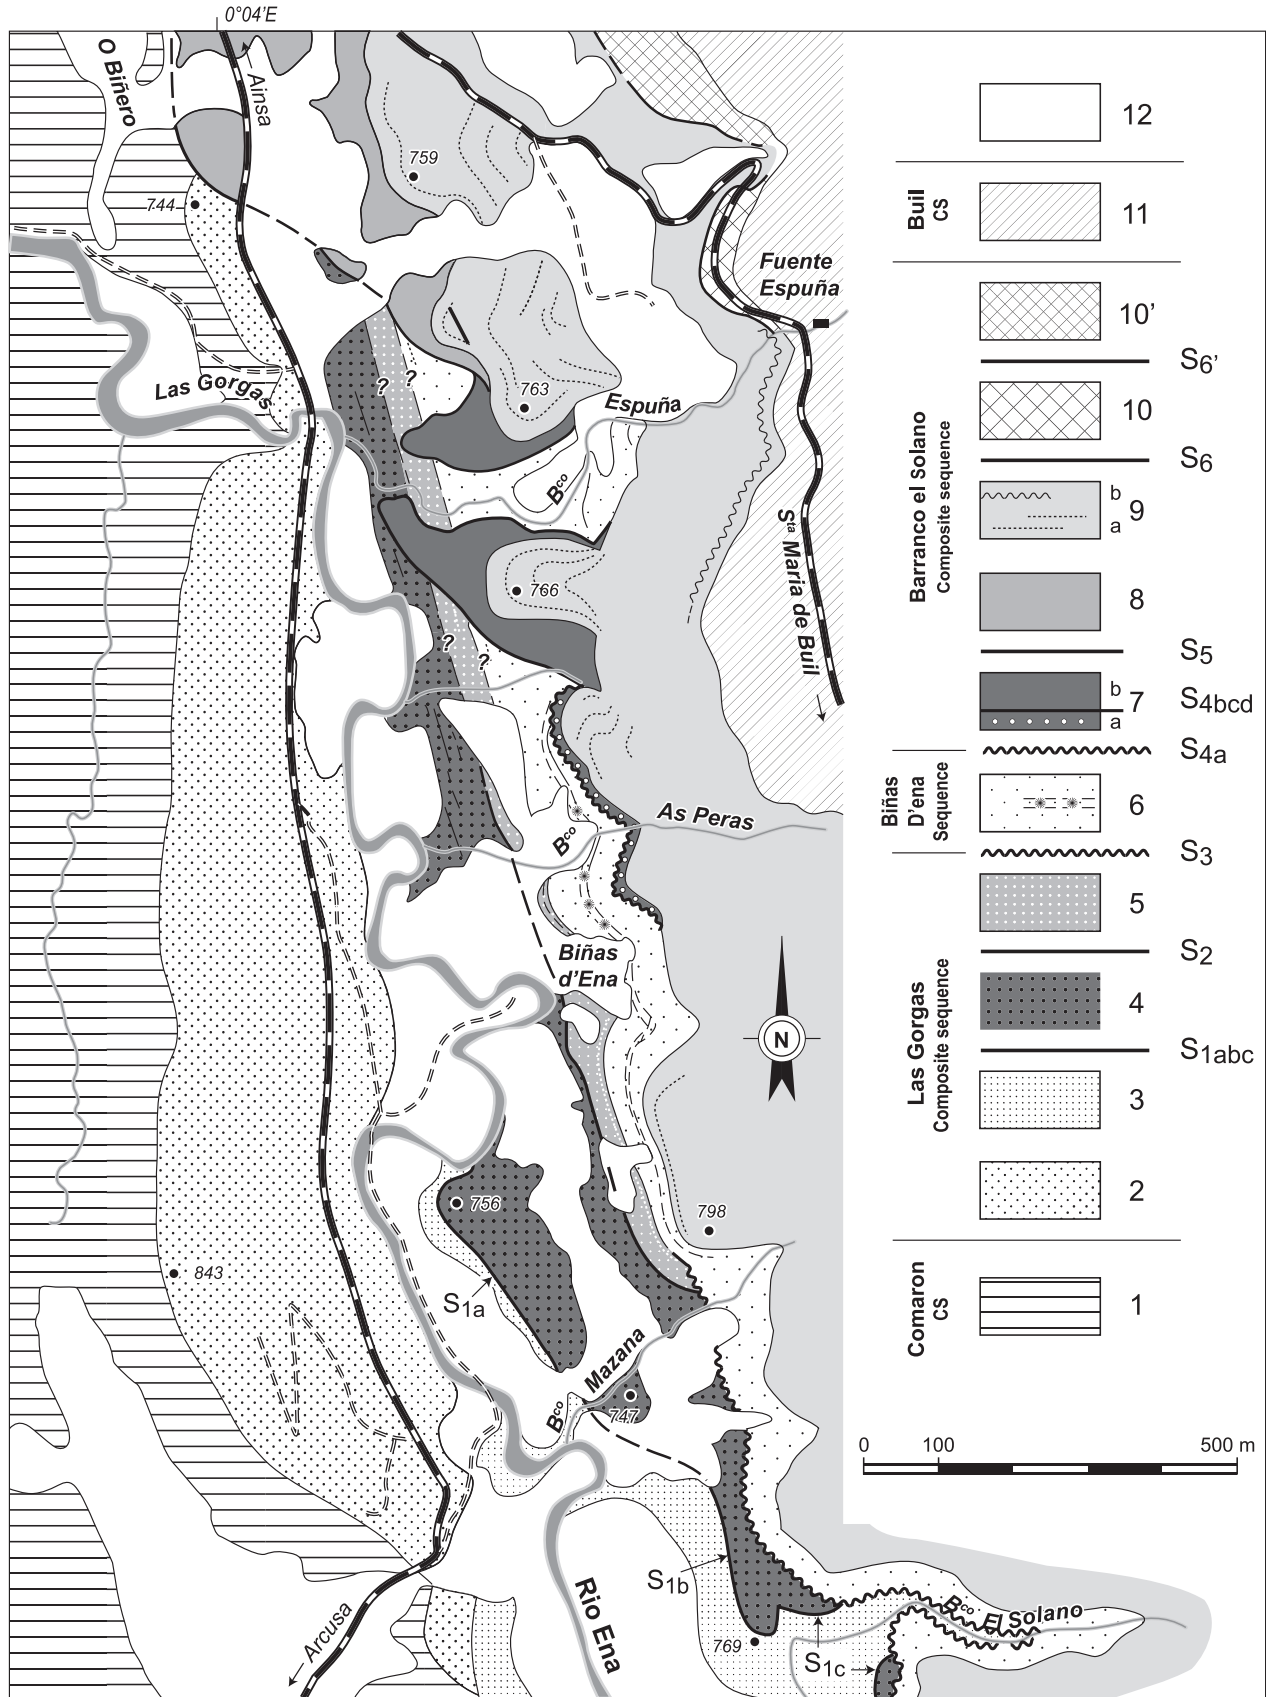 0°04'E
O Biñero
Ainsa
759
744
Fuente
Espuña
Las Gorgas
? ?
763
Espuña
Bco
Sta Maria de Buil
766
? ?
As Peras
Bco
Biñas
d'Ena
N
756
798
843
S1a
Mazana
Bco
747
0 100 500 m
S1b
Rio Ena
Bco El Solano
769
S1c
Arcusa
12
Buil
CS
11
Barranco el Solano
Composite sequence
10'
S6'
10
S6
b
9
a
8
S5
b
7
a
S4bcd
S4a
Biñas
D'ena
Sequence
6
S3
Las Gorgas
Composite sequence
5
S2
4
S1abc
3
2
Comaron
CS
1